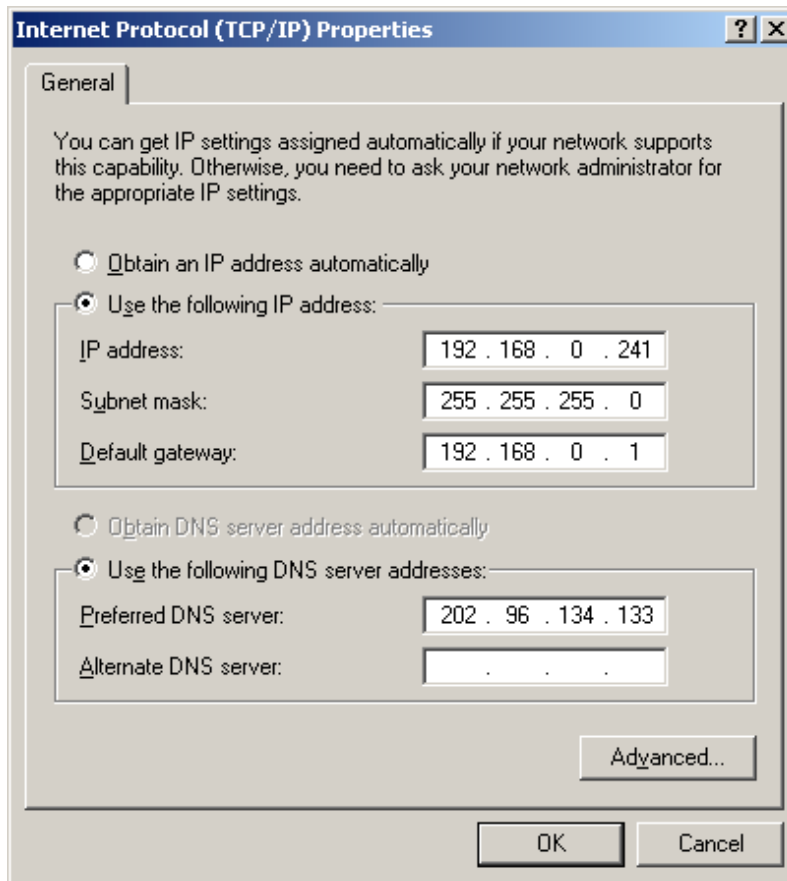 Internet Protocol (TCP/IP) Properties
General
You can get IP settings assigned automatically if your network supports
this capability. Otherwise, you need to ask your network administrator for
the appropriate IP settings.
Obtain an IP address automatically
Use the following IP address:
IP address: 192 . 168 . 0 . 241
Subnet mask: 255 . 255 . 255 . 0
Default gateway: 192 . 168 . 0 . 1
Obtain DNS server address automatically
Use the following DNS server addresses:
Preferred DNS server: 202 . 96 . 134 . 133
Alternate DNS server: . . .
Advanced...
OK Cancel